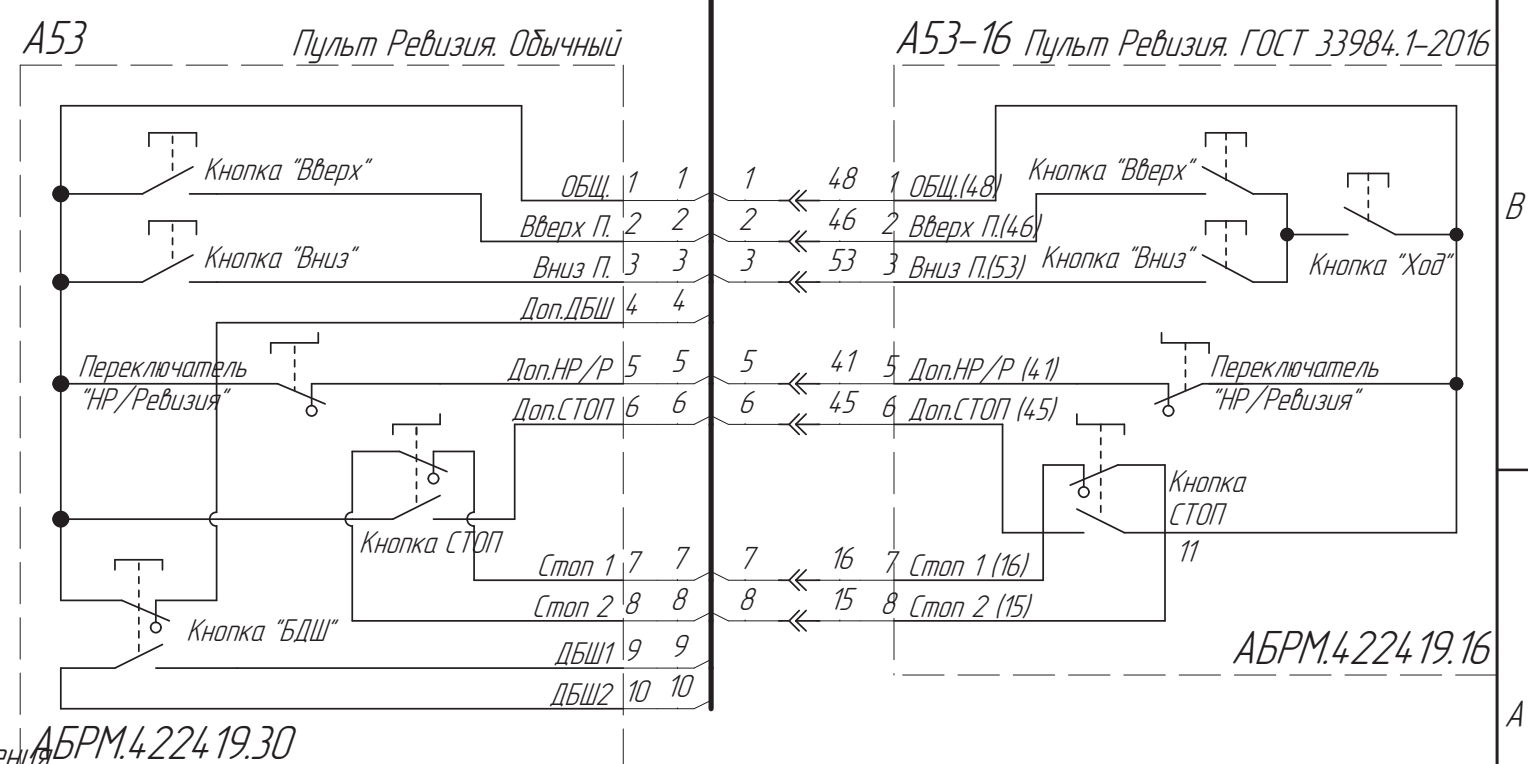 А53
Пульт Ревизия. Обычный
А53-16 Пульт Ревизия. ГОСТ 33984.1-2016
Кнопка "Вверх"
ОБЩ. 1 1 1 48 1 ОБЩ.(48)
Кнопка "Вверх"
Вверх П. 2 2 2 46 2 Вверх П.(46)
Кнопка "Вниз"
Вниз П. 3 3 3 53 3 Вниз П.(53)
Кнопка "Вниз"
Кнопка "Ход"
В
Доп.ДБШ 4 4
Переключатель
"НР/Ревизия"
Доп.НР/Р 5 5 5 41 5 Доп.НР/Р (41)
Переключатель
"НР/Ревизия"
Доп.СТОП 6 6 6 45 6 Доп.СТОП (45)
Кнопка СТОП
Кнопка
СТОП
11
Стоп 1 7 7 7 16 7 Стоп 1 (16)
Стоп 2 8 8 8 15 8 Стоп 2 (15)
Кнопка "БДШ"
ДБШ1 9 9
ДБШ2 10 10
АБРМ.422419.16
А
АБРМ.422419.30
ения